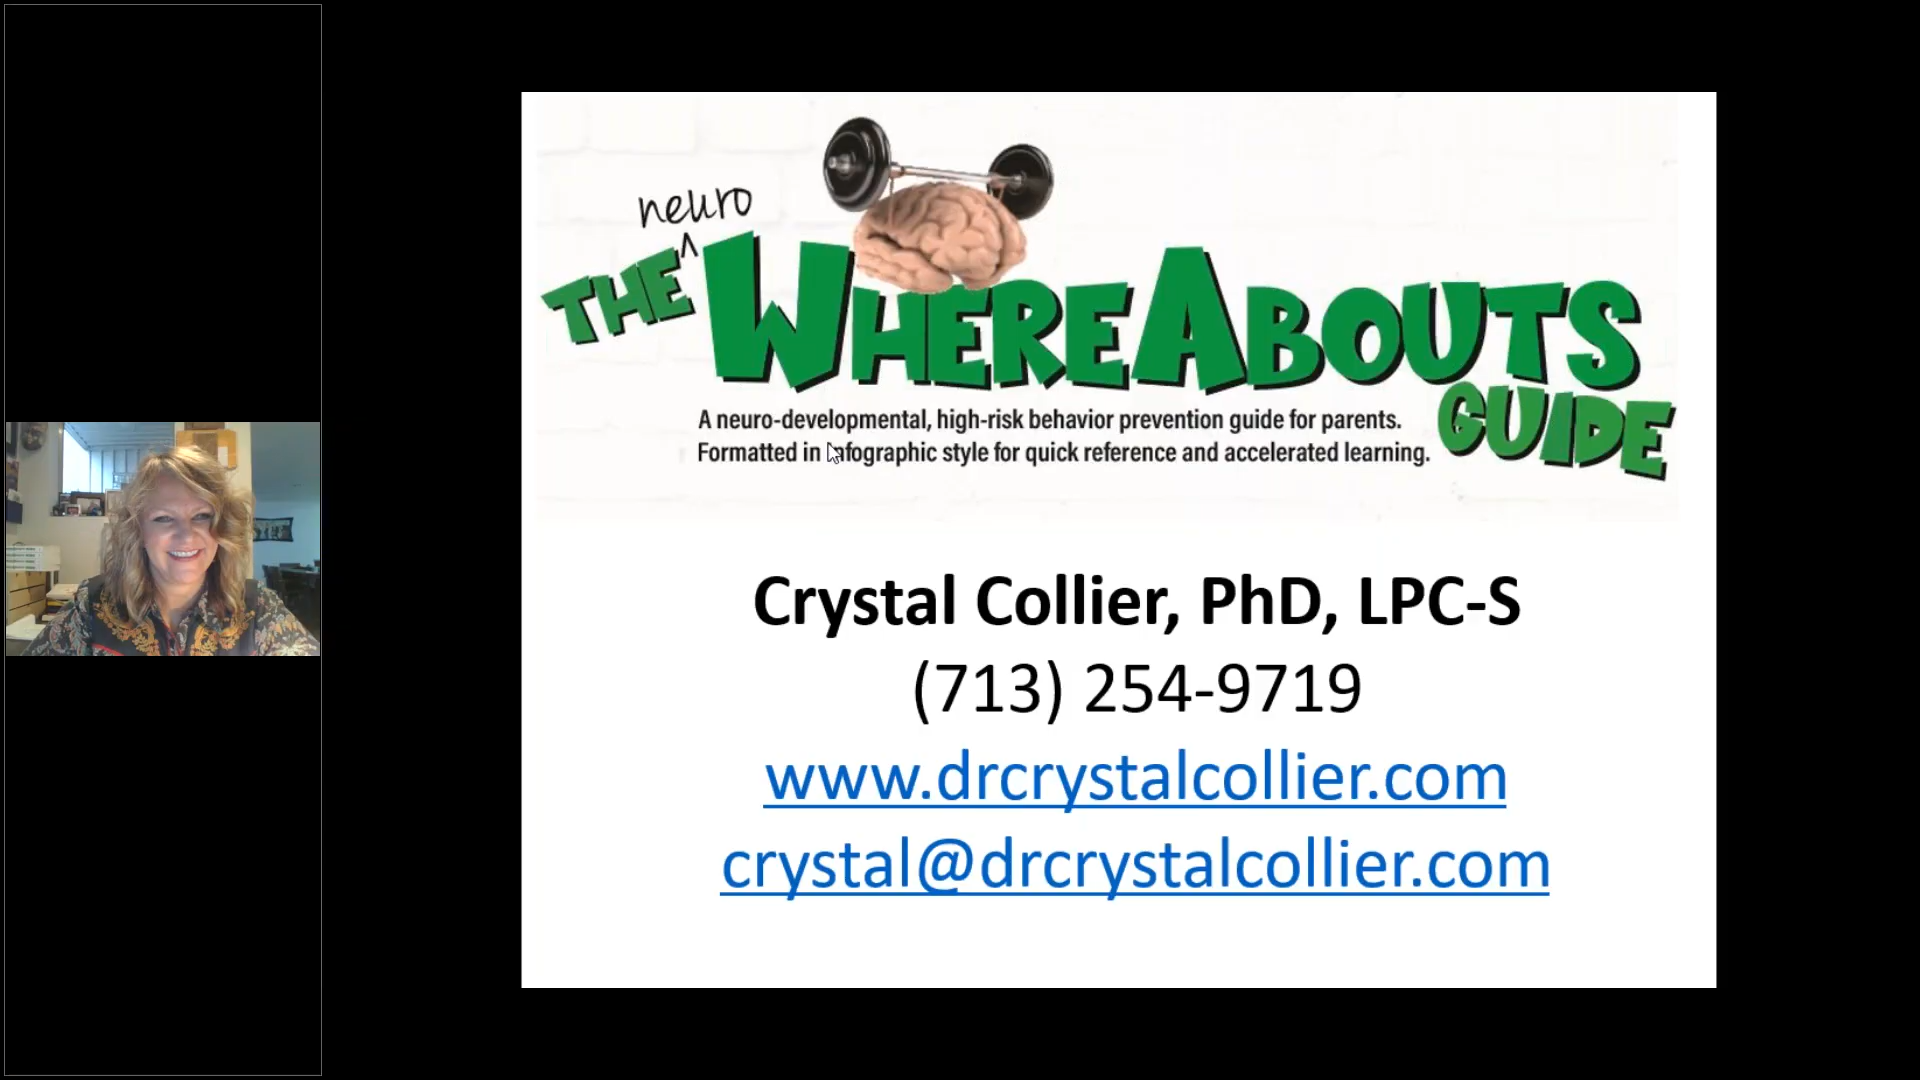 neuro
^
THE WHEREABOUTS
GUIDE
A neuro-developmental, high-risk behavior prevention guide for parents.
Formatted in infographic style for quick reference and accelerated learning.
Crystal Collier, PhD, LPC-S
(713) 254-9719
www.drcrystalcollier.com
crystal@drcrystalcollier.com